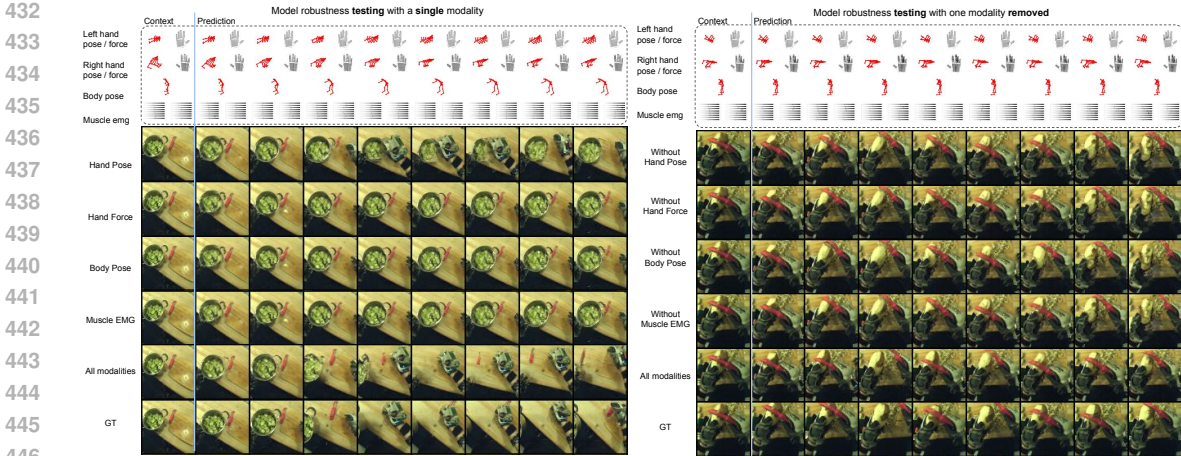 432
433
434
435
436
437
438
439
440
441
442
443
444
445
446
Model robustness testing with a single modality
Context
Prediction
Left hand
pose / force
Right hand
pose / force
Body pose
Muscle emg
Hand Pose
Hand Force
Body Pose
Muscle EMG
All modalities
GT
Model robustness testing with one modality removed
Context
Prediction
Left hand
pose / force
Right hand
pose / force
Body pose
Muscle emg
Without
Hand Pose
Without
Hand Force
Without
Body Pose
Without
Muscle EMG
All modalities
GT